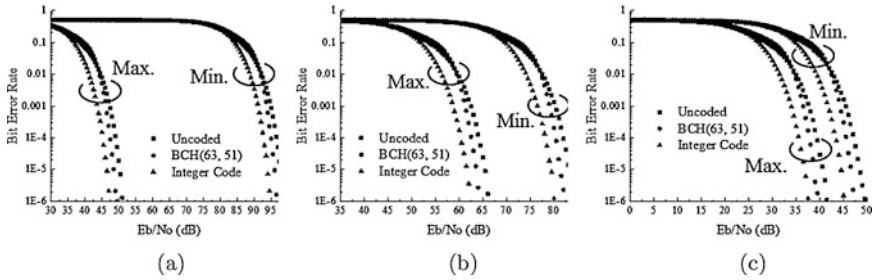 1
0.1
0.01
0.001
1E-4
1E-5
1E-6
Bit Error Rate
Max.
Min.
Uncoded
BCH(63, 51)
Integer Code
30 35 40 45 50 55 60 65 70 75 80 85 90 95
Eb/No (dB)
(a)
1
0.1
0.01
0.001
1E-4
1E-5
1E-6
Bit Error Rate
Max.
Min.
Uncoded
BCH(63, 51)
Integer Code
35 40 45 50 55 60 65 70 75 80
Eb/No (dB)
(b)
1
0.1
0.01
0.001
1E-4
1E-5
1E-6
Bit Error Rate
Min.
Uncoded
BCH(63, 51)
Integer Code
Max.
0 5 10 15 20 25 30 35 40 45 50
Eb/No (dB)
(c)